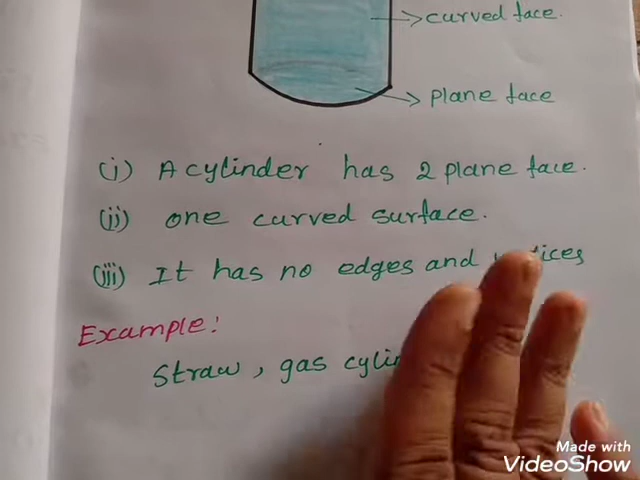 curved face.
plane face
(i) A cylinder has 2 plane face.
(ii) one curved surface.
(iii) It has no edges and
Example:
Straw, gas
Made with
VideoShow